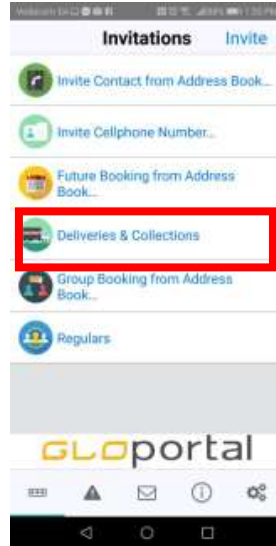 Invitations Invite
Invite Contact from Address Book...
Invite Cellphone Number...
Future Booking from Address
Book...
Deliveries & Collections
Group Booking from Address
Book...
Regulars
GLOportal